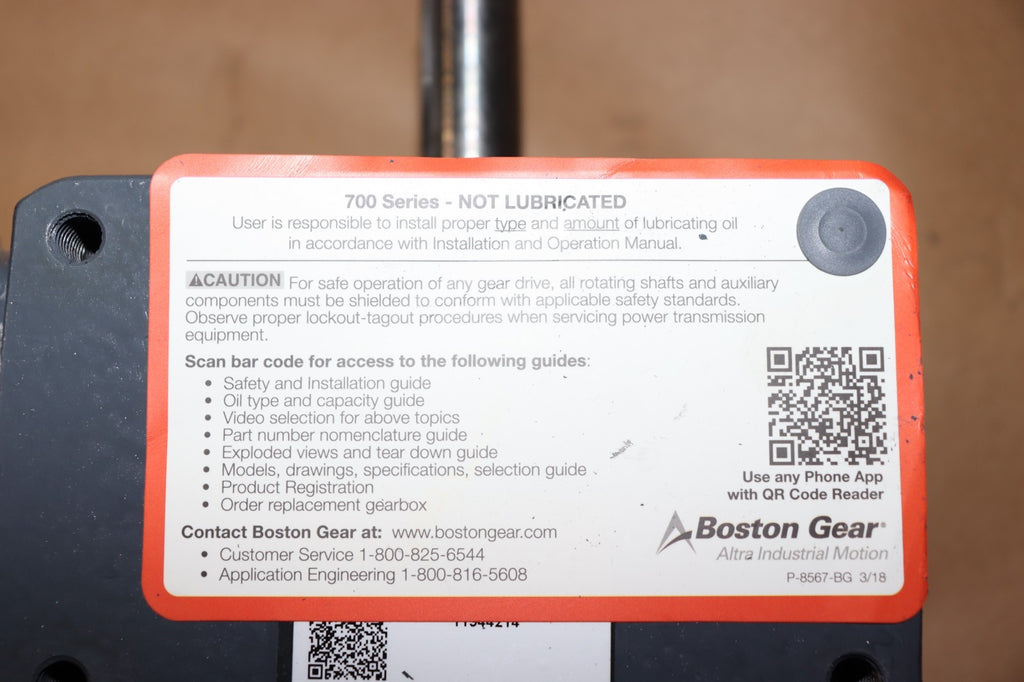 700 Series - NOT LUBRICATED
User is responsible to install proper type and amount of lubricating oil
in accordance with Installation and Operation Manual.
CAUTION For safe operation of any gear drive, all rotating shafts and auxiliary
components must be shielded to conform with applicable safety standards.
Observe proper lockout-tagout procedures when servicing power transmission
equipment.
Scan bar code for access to the following guides:
• Safety and Installation guide
• Oil type and capacity guide
• Video selection for above topics
• Part number nomenclature guide
• Exploded views and tear down guide
• Models, drawings, specifications, selection guide
• Product Registration
• Order replacement gearbox
Use any Phone App
with QR Code Reader
Contact Boston Gear at: www.bostongear.com
• Customer Service 1-800-825-6544
• Application Engineering 1-800-816-5608
Boston Gear®
Altra Industrial Motion
P-8567-BG 3/18